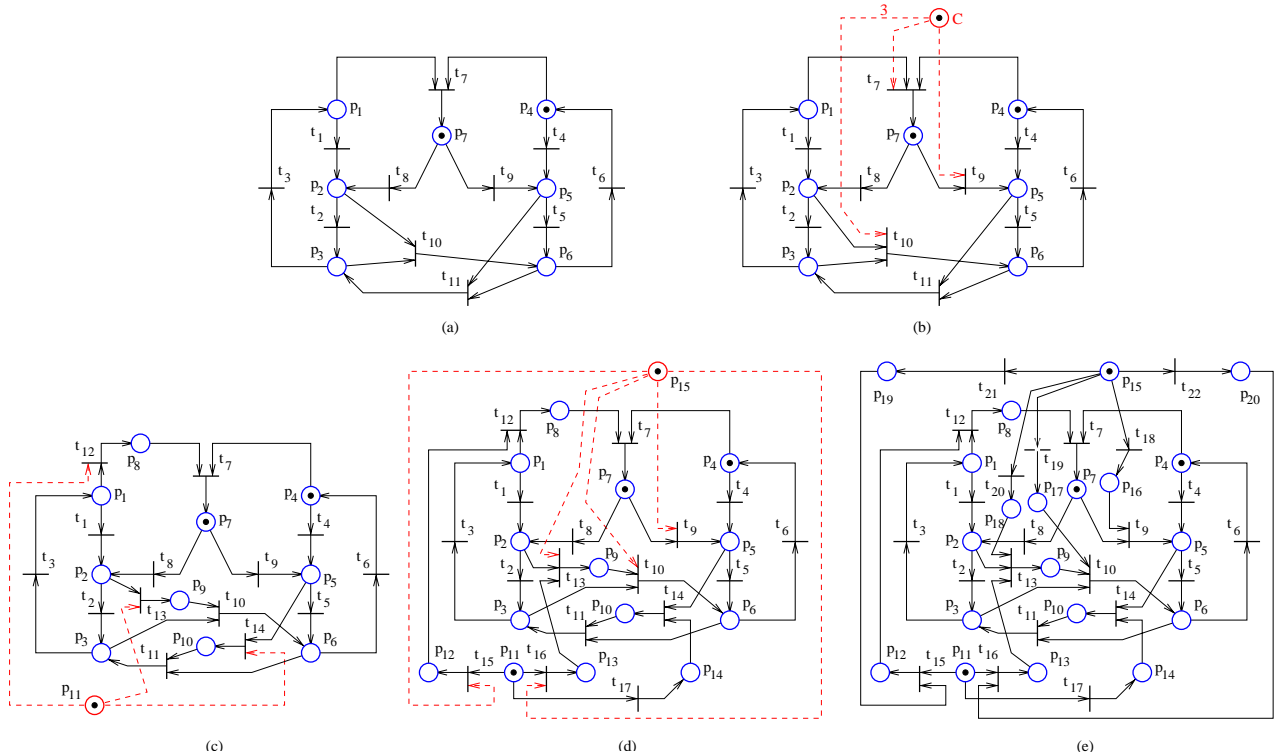 3
C
t7
t7
p1
p4
p1
p4
t1
p7
t4
t1
p7
t4
t3
t8
t9
t6
t3
t8
t9
t6
p2
p5
p2
p5
t2
t5
t2
t5
t10
t10
p3
p6
p3
p6
t11
t11
(a)
(b)
p15
p19
t21
p15
t22
p20
t12
p8
t7
t12
p8
t7
t18
t12
p8
t7
p1
p4
p1
t19
p4
p1
p4
p7
p7
p17
p16
t1
p7
t4
t1
t4
t1
t20
t4
p18
t3
t8
t9
t6
t3
t8
t9
t6
t3
t8
t9
t6
p2
p9
p5
p2
p9
p5
p2
p9
p5
t2
t13
t10
t5
t2
t13
t10
t5
t2
t13
t10
t5
p3
p10
t14
p6
p3
p10
t14
p6
p3
p10
t14
p6
t11
t11
t11
p11
p12
t15
p11
t16
p13
p14
p12
t15
p11
t16
p13
p14
t17
t17
(c)
(d)
(e)